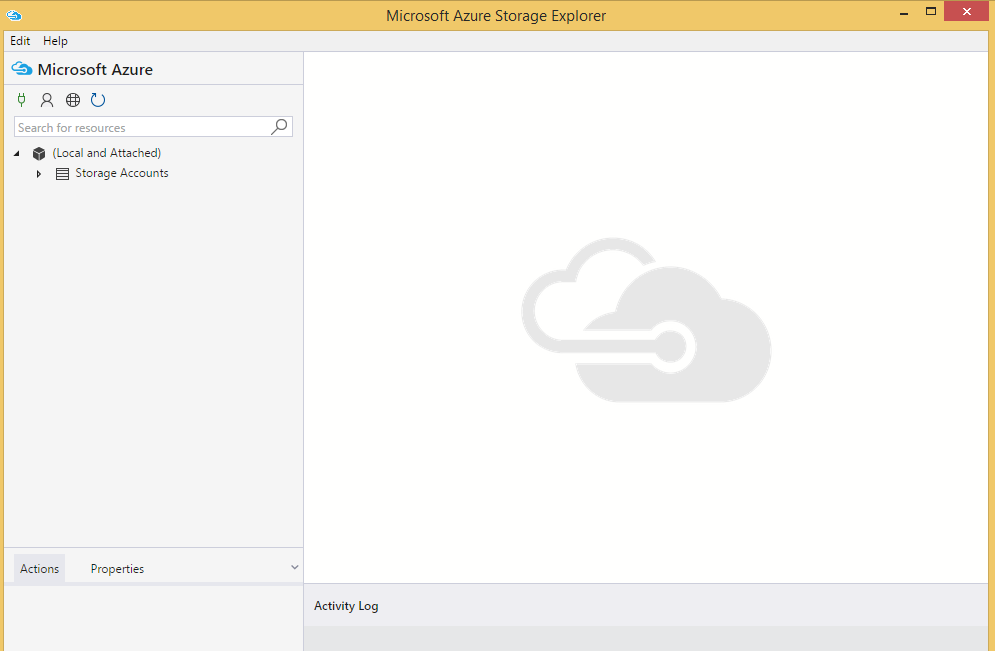 Microsoft Azure Storage Explorer
Edit Help
Microsoft Azure
Search for resources
(Local and Attached)
Storage Accounts
Actions Properties
Activity Log